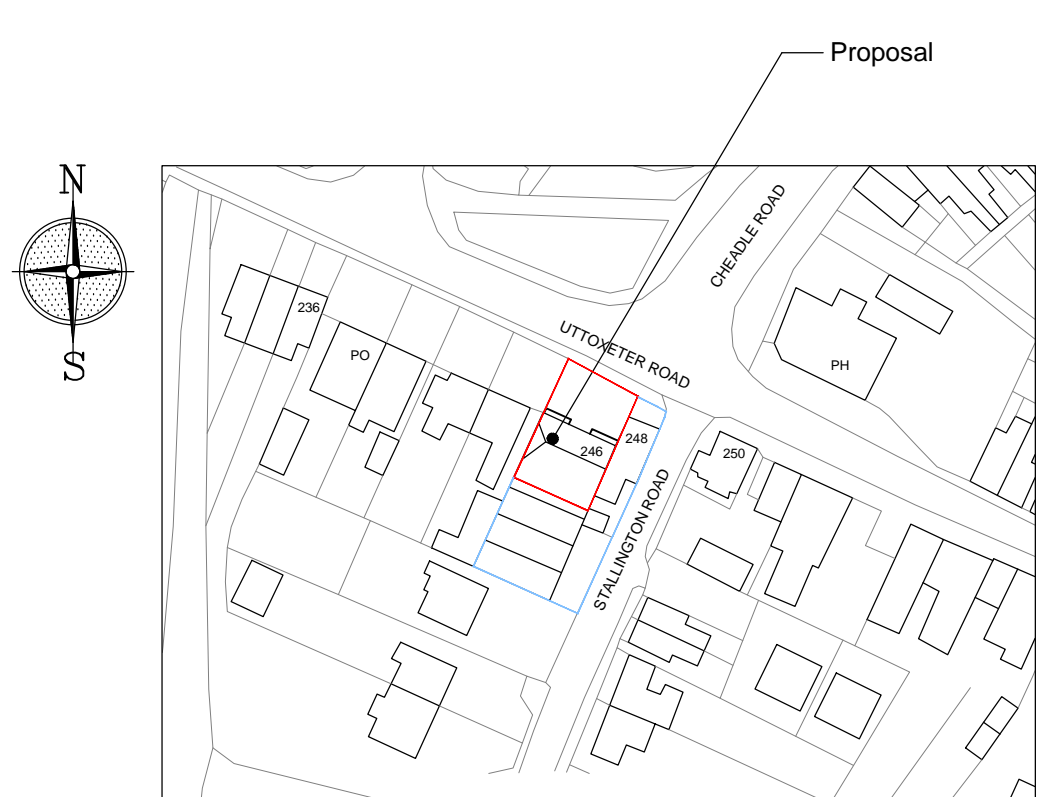 Proposal
N
S
CHEADLE ROAD
UTTOXETER ROAD
236
PO
PH
248
246
250
STALLINGTON ROAD